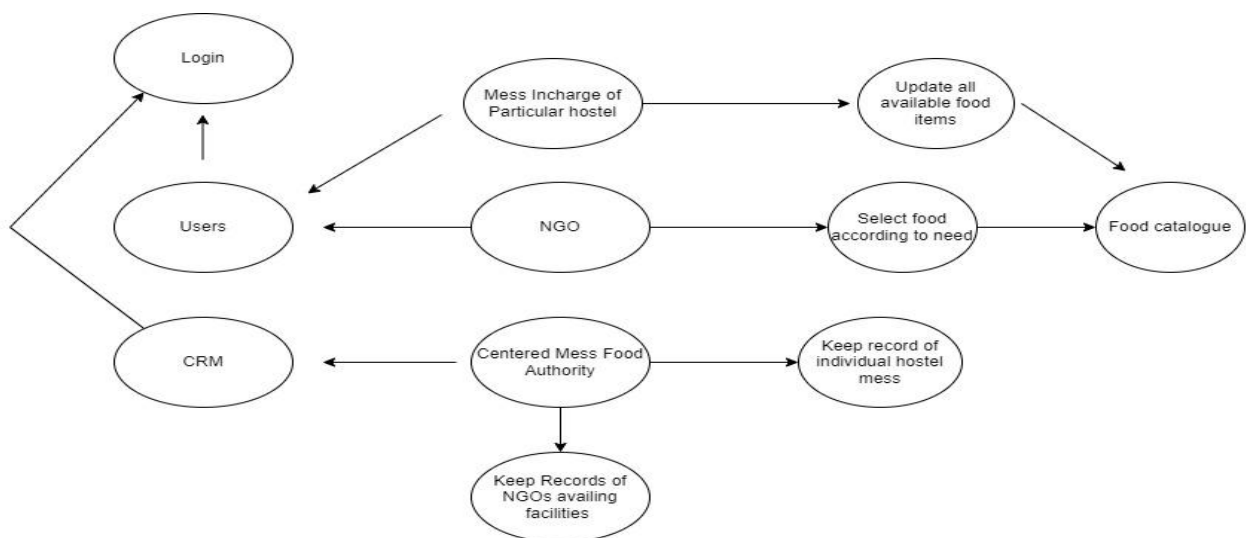 Login
Mess Incharge of
Particular hostel
Update all
available food
items
Users
NGO
Select food
according to need
Food catalogue
CRM
Centered Mess Food
Authority
Keep record of
individual hostel
mess
Keep Records of
NGOs availing
facilities